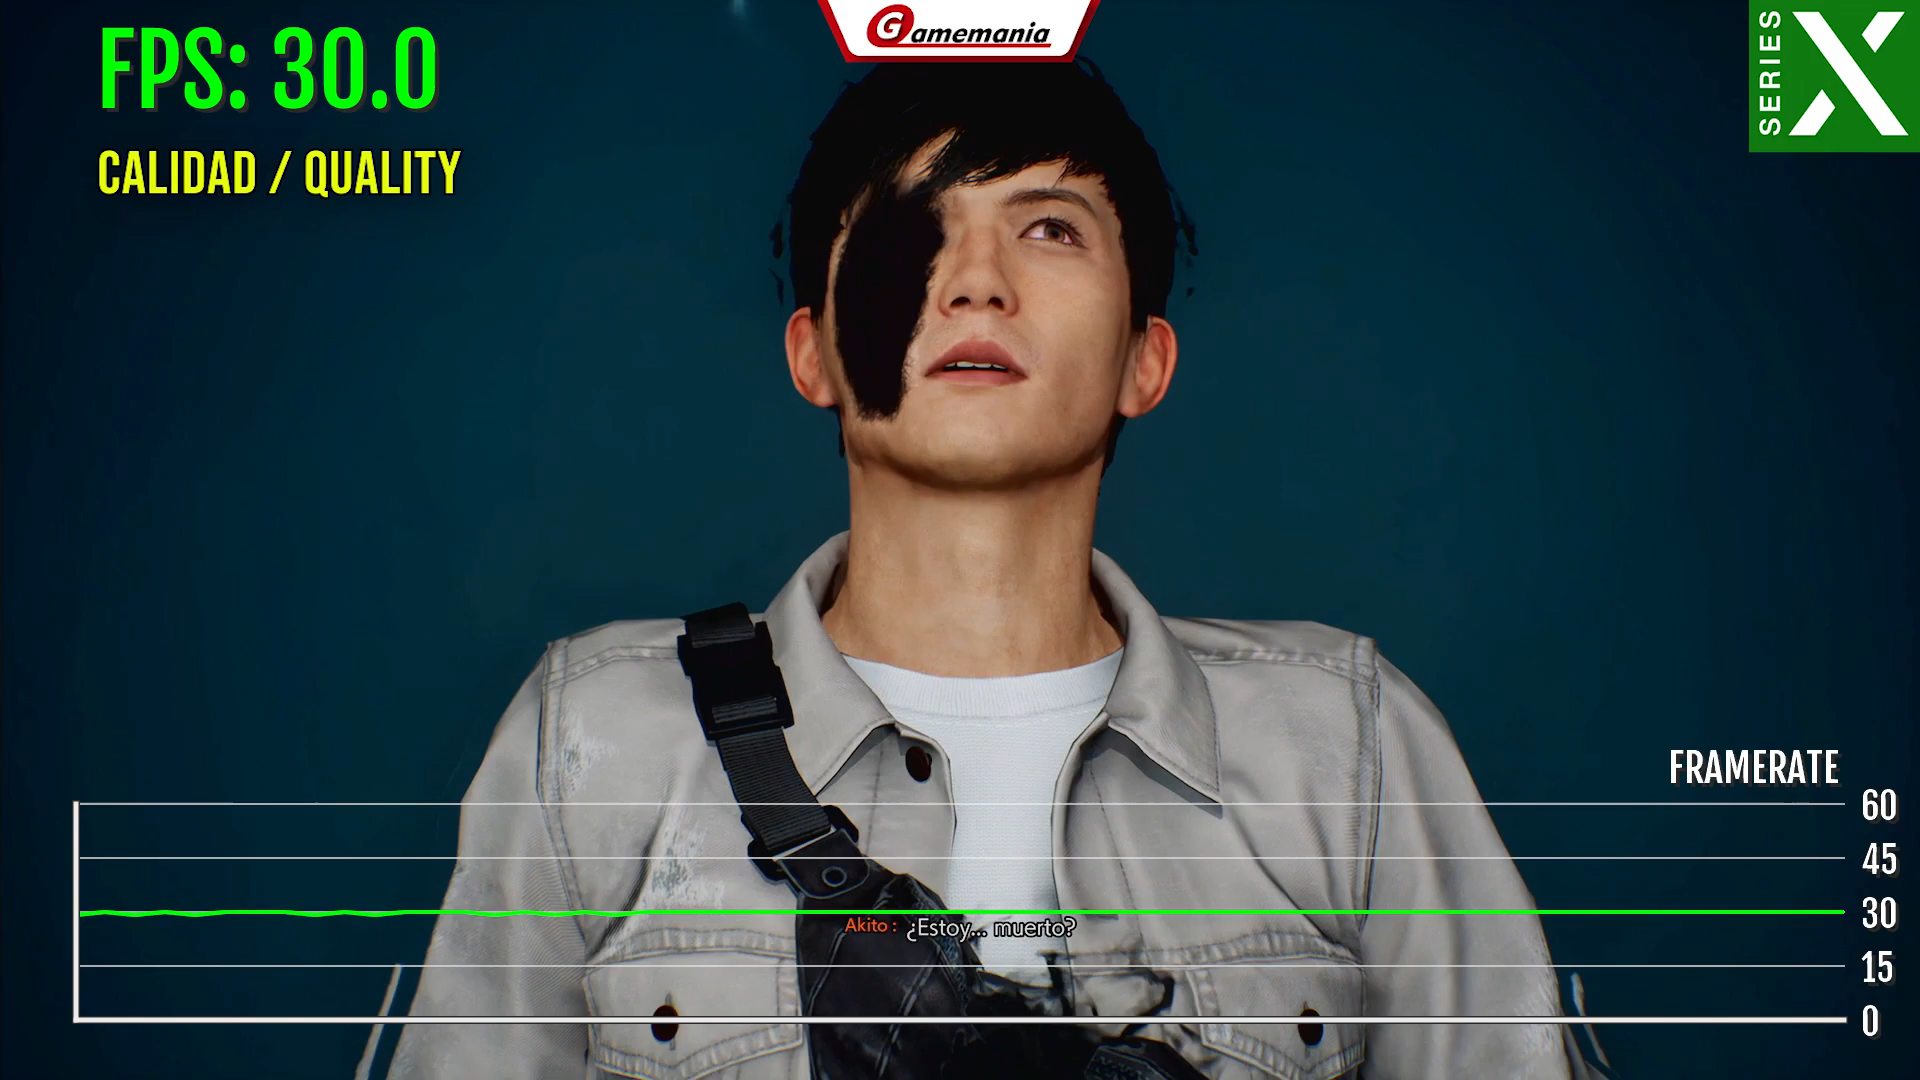 FPS: 30.0
CALIDAD / QUALITY
Gamemania
SERIES X
FRAMERATE
60
45
30
15
0
Akito: ¿Estoy... muerto?